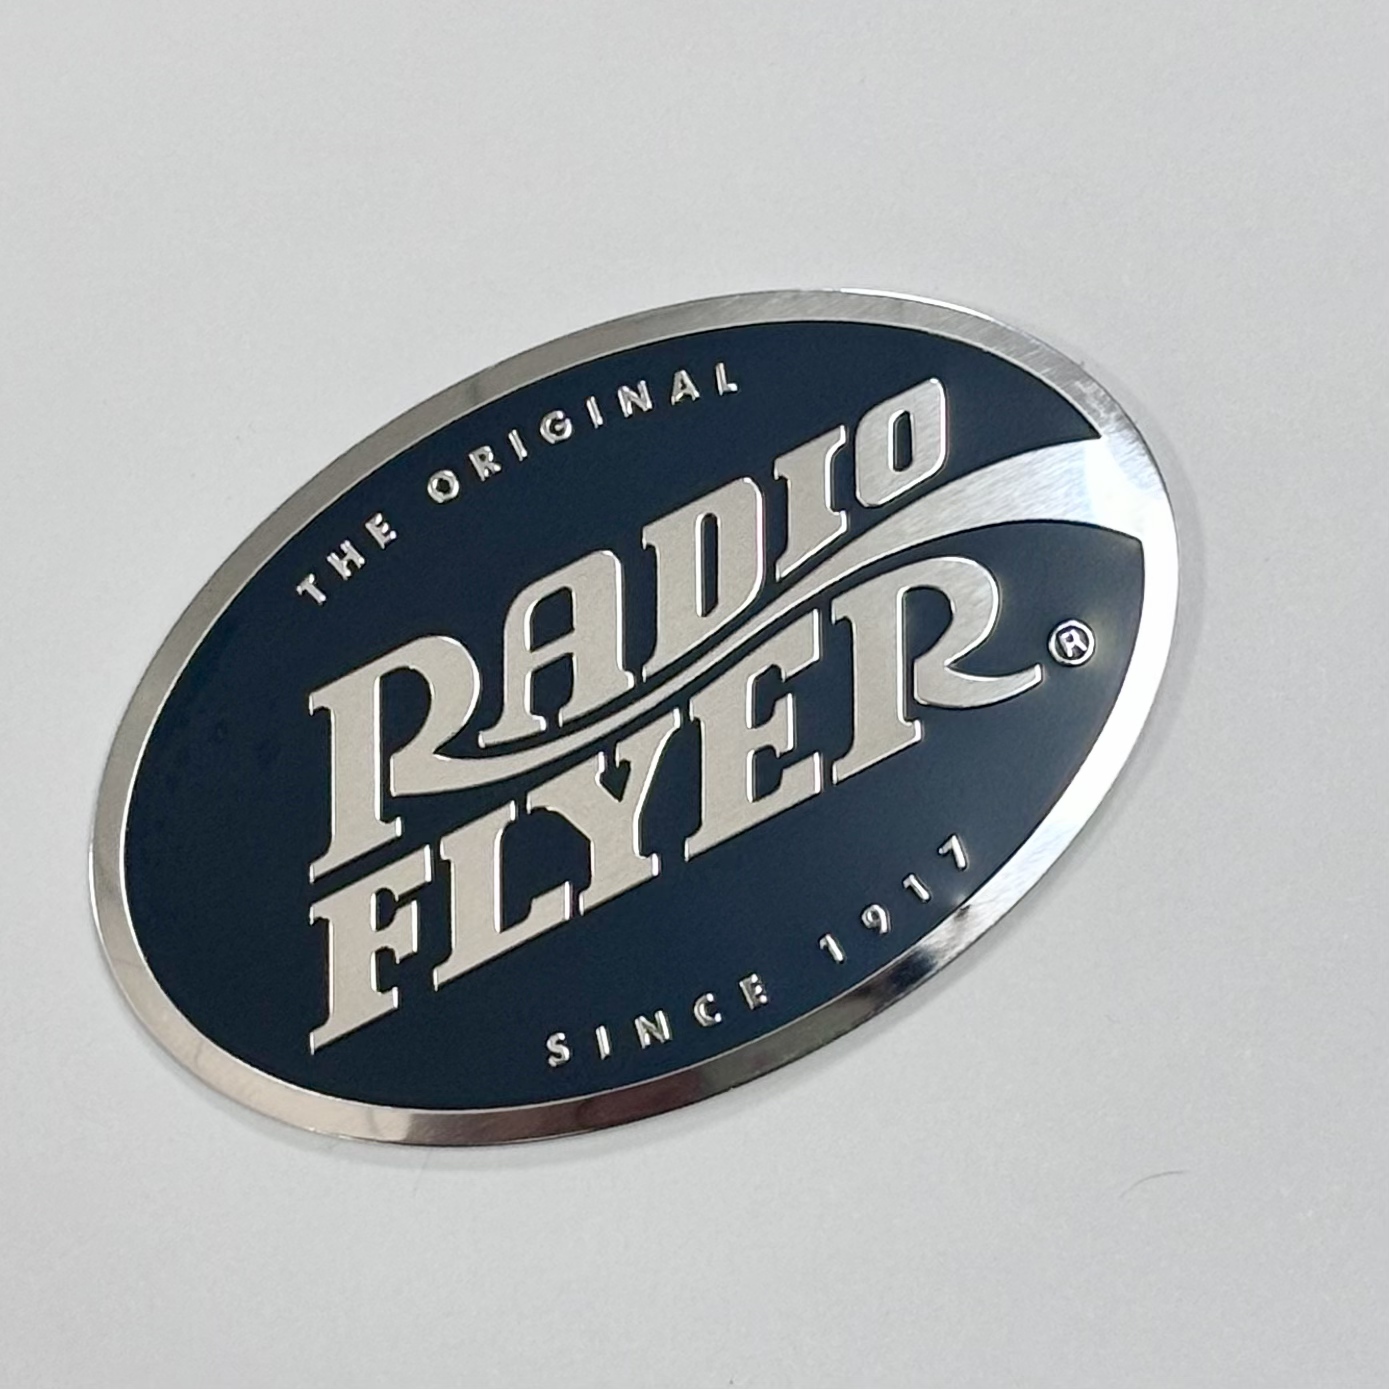 THE ORIGINAL
RADIO
FLYER®
SINCE 1917